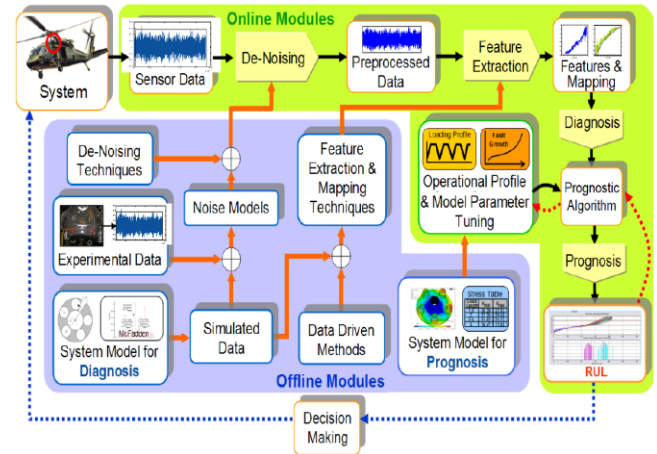 Online Modules
System
Sensor Data
De-Noising
Preprocessed
Data
Feature
Extraction
Features &
Mapping
Diagnosis
De-Noising
Techniques
Feature
Extraction &
Mapping
Techniques
Loading Profile
Fault
Growth
Operational Profile
& Model Parameter
Tuning
Prognostic
Algorithm
Noise Models
Experimental Data
Prognosis
McFadden
System Model for
Diagnosis
Simulated
Data
Data Driven
Methods
Stress Table
System Model for
Prognosis
RUL
Offline Modules
Decision
Making